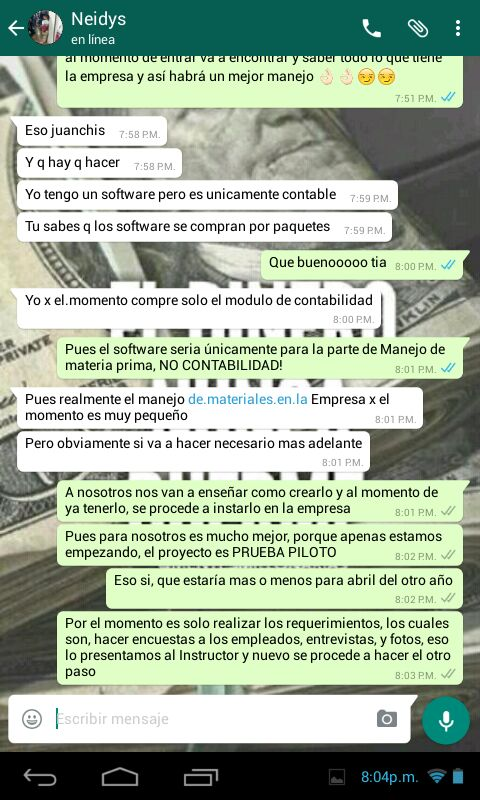 Neidys
en línea
al momento de entrar va a encontrar y saber todo lo que tiene
la empresa y así habrá un mejor manejo 👌🏻👌🏻😏😏
7:51 P.M.
Eso juanchis
7:58 P.M.
Y q hay q hacer
7:58 P.M.
Yo tengo un software pero es unicamente contable
7:59 P.M.
Tu sabes q los software se compran por paquetes
7:59 P.M.
Que buenooooo tia
8:00 P.M.
Yo x el.momento compre solo el modulo de contabilidad
8:00 P.M.
Pues el software seria únicamente para la parte de Manejo de
materia prima, NO CONTABILIDAD!
8:01 P.M.
Pues realmente el manejo de.materiales.en.la Empresa x el
momento es muy pequeño
8:01 P.M.
Pero obviamente si va a hacer necesario mas adelante
8:01 P.M.
A nosotros nos van a enseñar como crearlo y al momento de
ya tenerlo, se procede a instarlo en la empresa
8:01 P.M.
Pues para nosotros es mucho mejor, porque apenas estamos
empezando, el proyecto es PRUEBA PILOTO
8:02 P.M.
Eso si, que estaría mas o menos para abril del otro año
8:02 P.M.
Por el momento es solo realizar los requerimientos, los cuales
son, hacer encuestas a los empleados, entrevistas, y fotos, eso
lo presentamos al Instructor y nuevo se procede a hacer el otro
paso
8:03 P.M.
Escribir mensaje
8:04p.m.